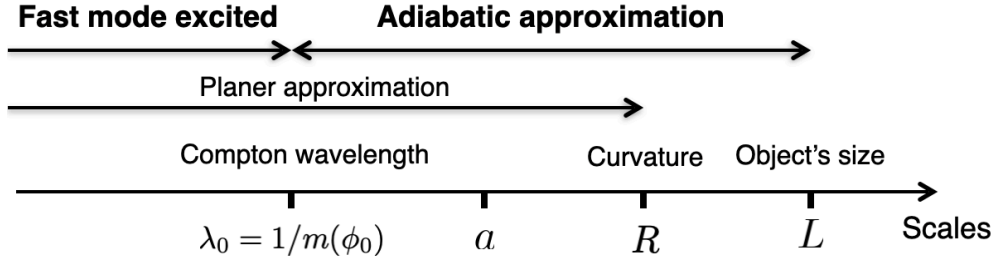 Fast mode excited Adiabatic approximation
Planer approximation
Compton wavelength Curvature Object's size
λ₀ = 1/m(ϕ₀) a R L Scales